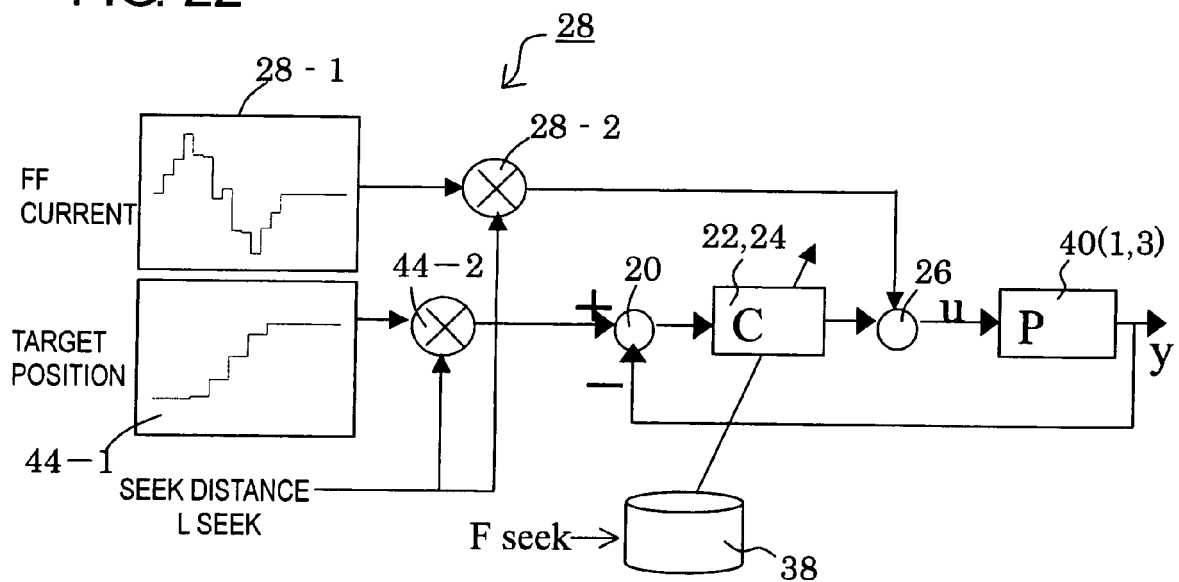 FIG. 22
28
28 - 1
28 - 2
FF
CURRENT
22,24
40(1,3)
44－2
20
26
+
C
u
P
y
TARGET
POSITION
−
44－1
SEEK DISTANCE
L SEEK
F seek
38